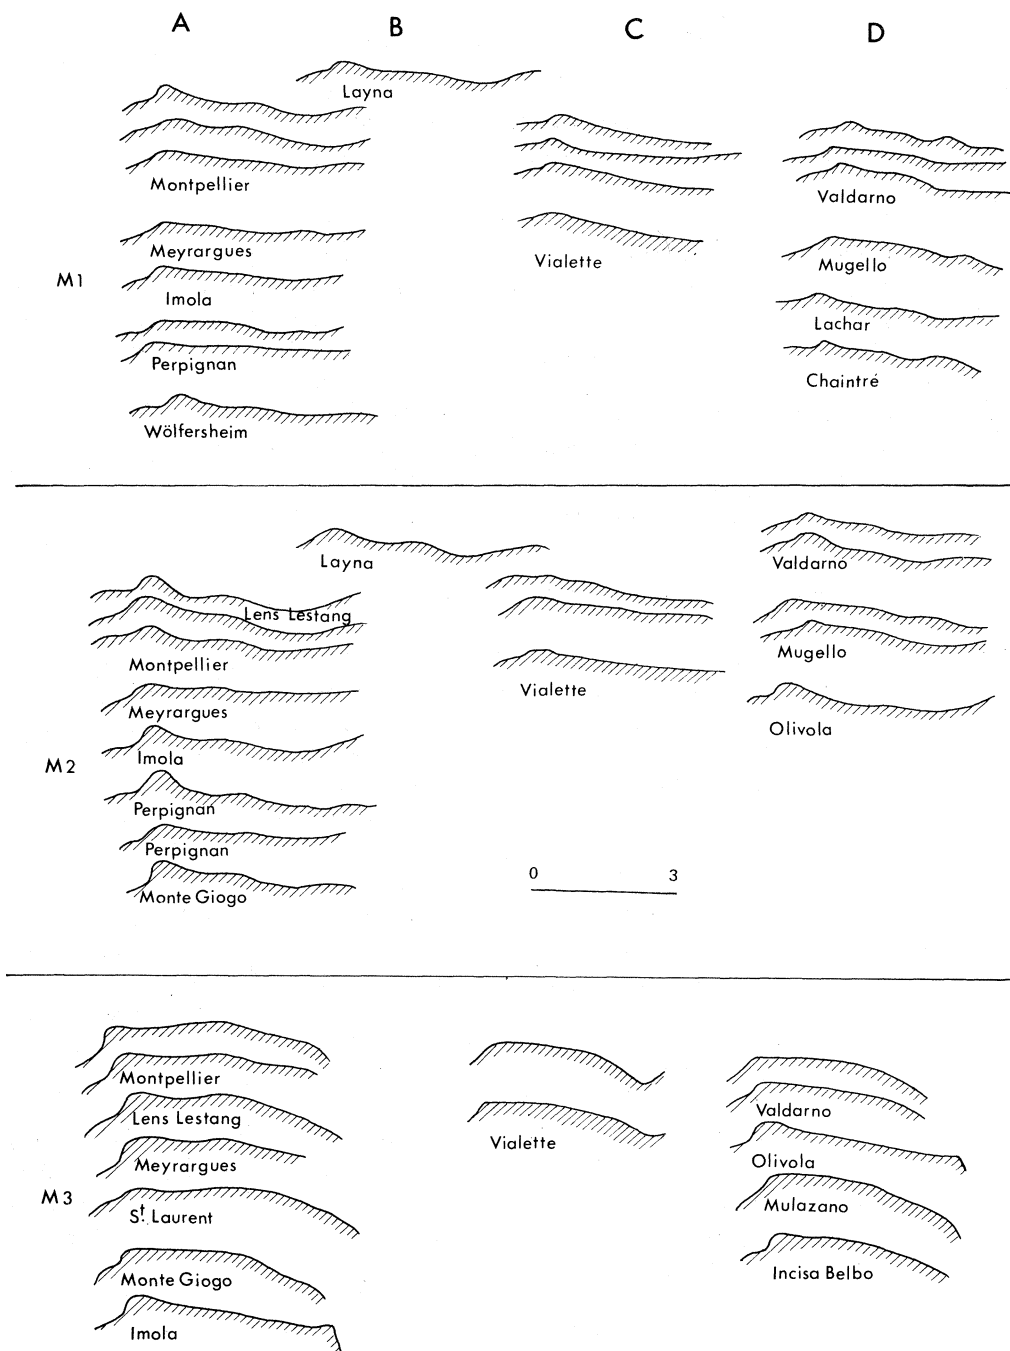 A B C D
Layna
Montpellier
Meyrargues
M1
Imola
Perpignan
Wölfersheim
Vialette
Valdarno
Mugello
Lachar
Chaintré
Layna
Lens Lestang
Montpellier
Meyrargues
M2
Imola
Perpignan
Perpignan
Monte Giogo
Vialette
Valdarno
Mugello
Olivola
0 3
Montpellier
Lens Lestang
Meyrargues
M3
St. Laurent
Monte Giogo
Imola
Vialette
Valdarno
Olivola
Mulazano
Incisa Belbo